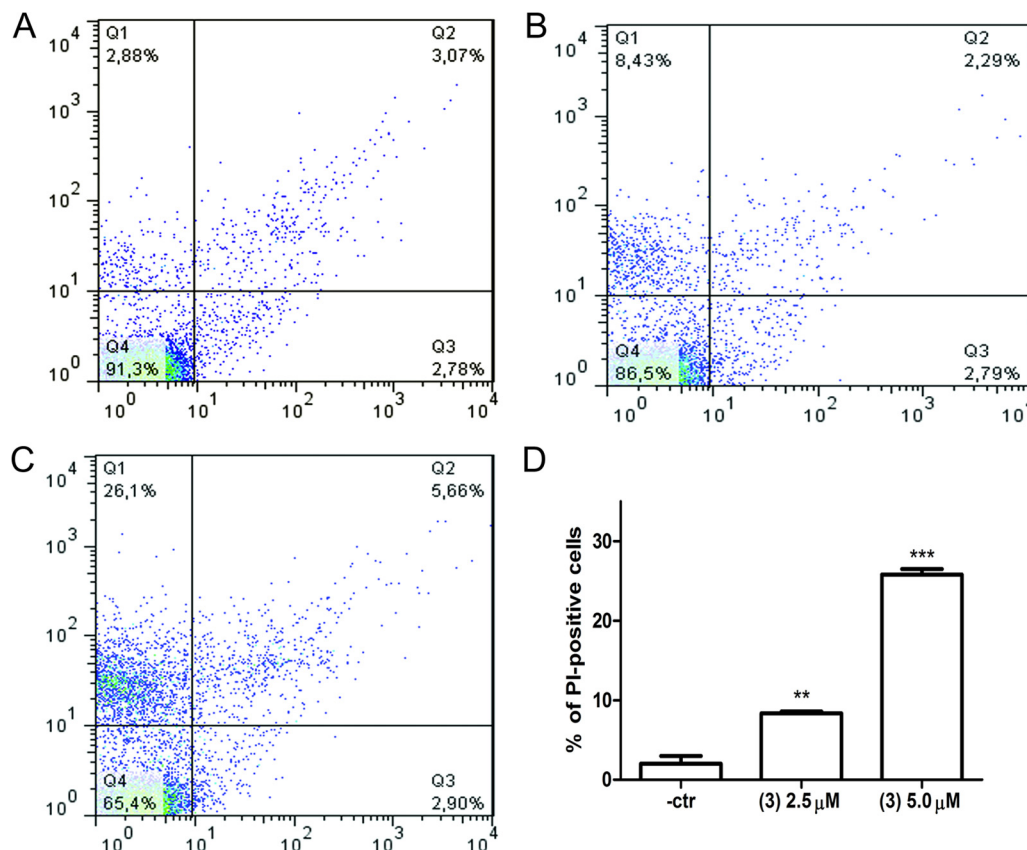 A
Q1
2,88%
Q2
3,07%
Q4
91,3%
Q3
2,78%
10^4
10^3
10^2
10^1
10^0
10^0 10^1 10^2 10^3 10^4
B
Q1
8,43%
Q2
2,29%
Q4
86,5%
Q3
2,79%
10^4
10^3
10^2
10^1
10^0
10^0 10^1 10^2 10^3 10^4
C
Q1
26,1%
Q2
5,66%
Q4
65,4%
Q3
2,90%
10^4
10^3
10^2
10^1
10^0
10^0 10^1 10^2 10^3 10^4
D
% of PI-positive cells
30
20
10
0
**
***
-ctr (3) 2.5 μM (3) 5.0 μM